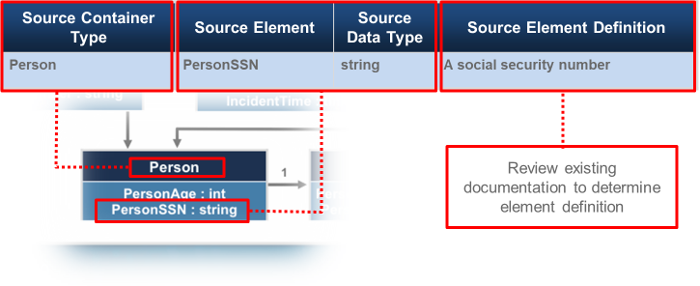 Source Container
Type
Source Element
Source
Data Type
Source Element Definition
Person
PersonSSN
string
A social security number
string
IncidentTime
Person
1
PersonAge : int
PersonSSN : string
Review existing
documentation to determine
element definition